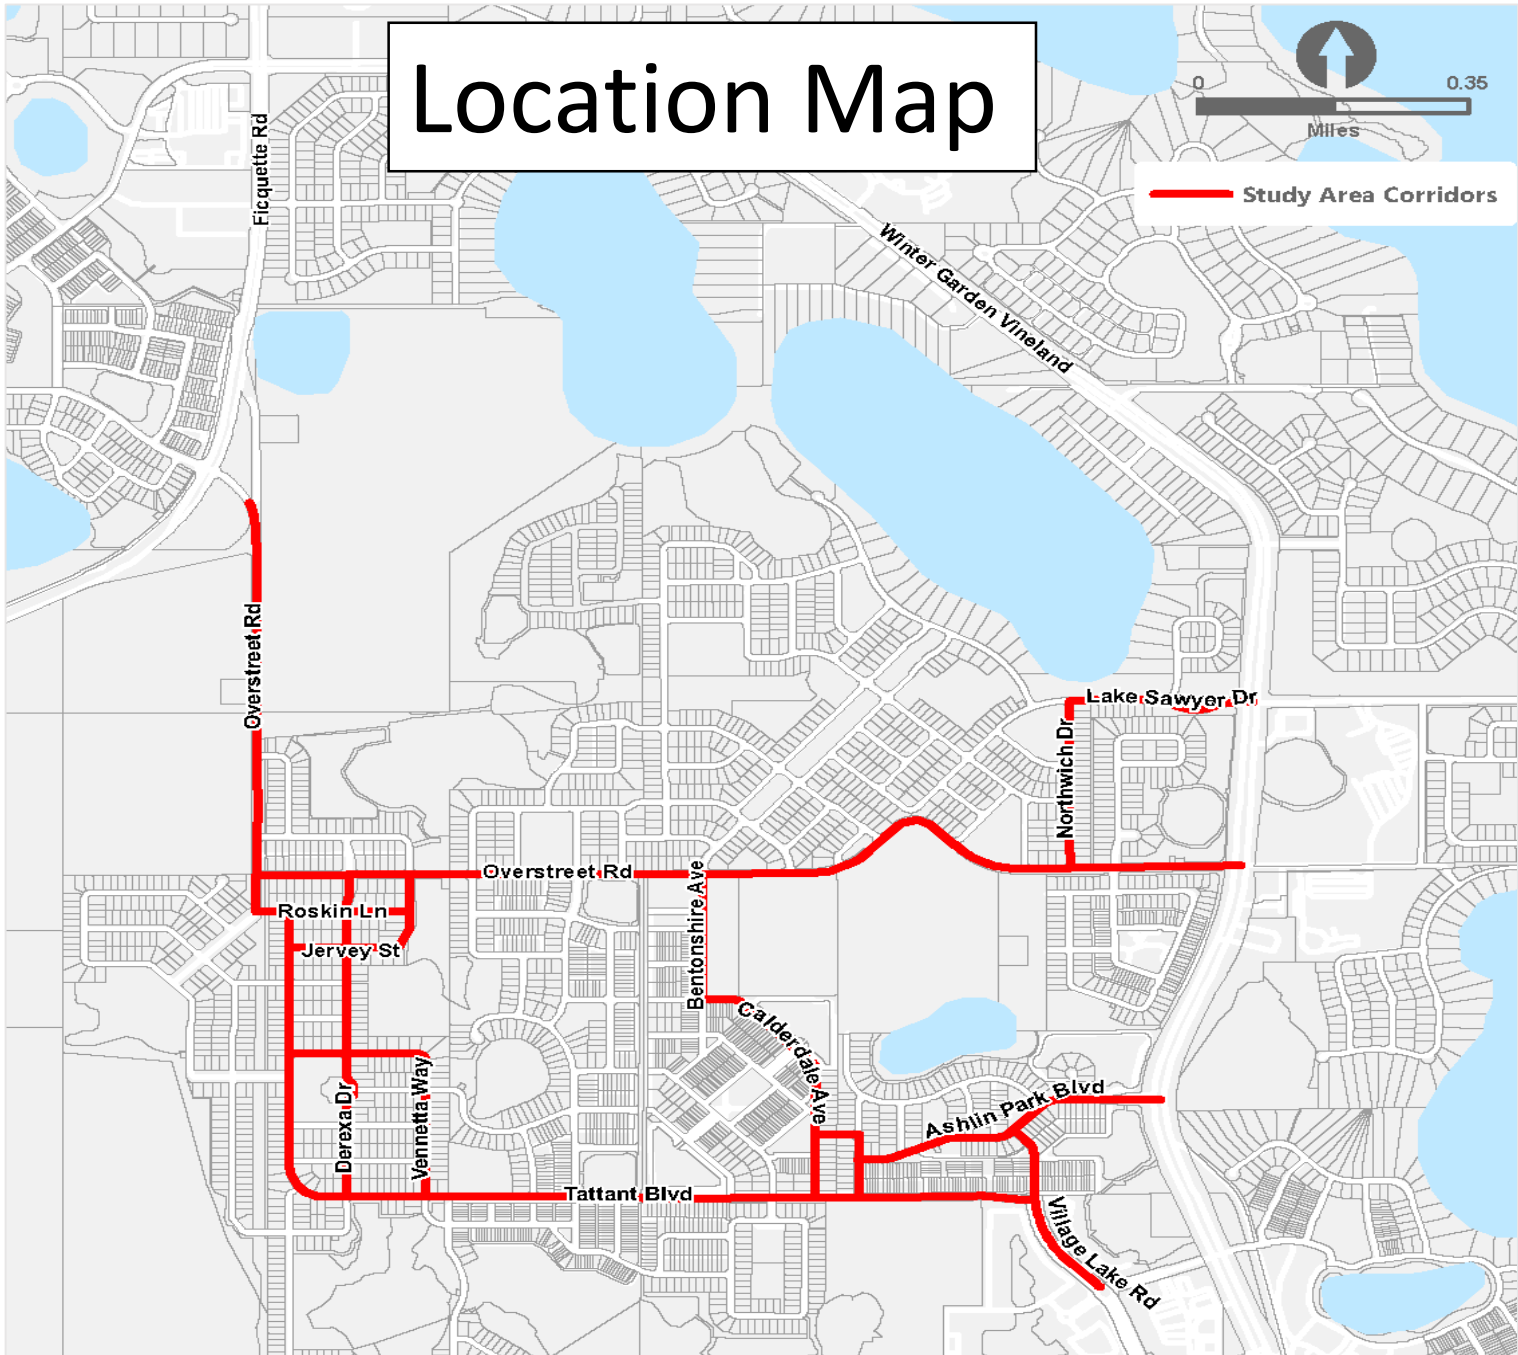 Location Map
0 0.35
Miles
Study Area Corridors
Ficquette Rd
Winter Garden Vineland
Overstreet Rd
Lake Sawyer Dr
Northwich Dr
Overstreet Rd
Bentonshire Ave
Roskin Ln
Jervey St
Calderdale Ave
Derexa Dr
Vennetta Way
Ashlin Park Blvd
Tattant Blvd
Village Lake Rd